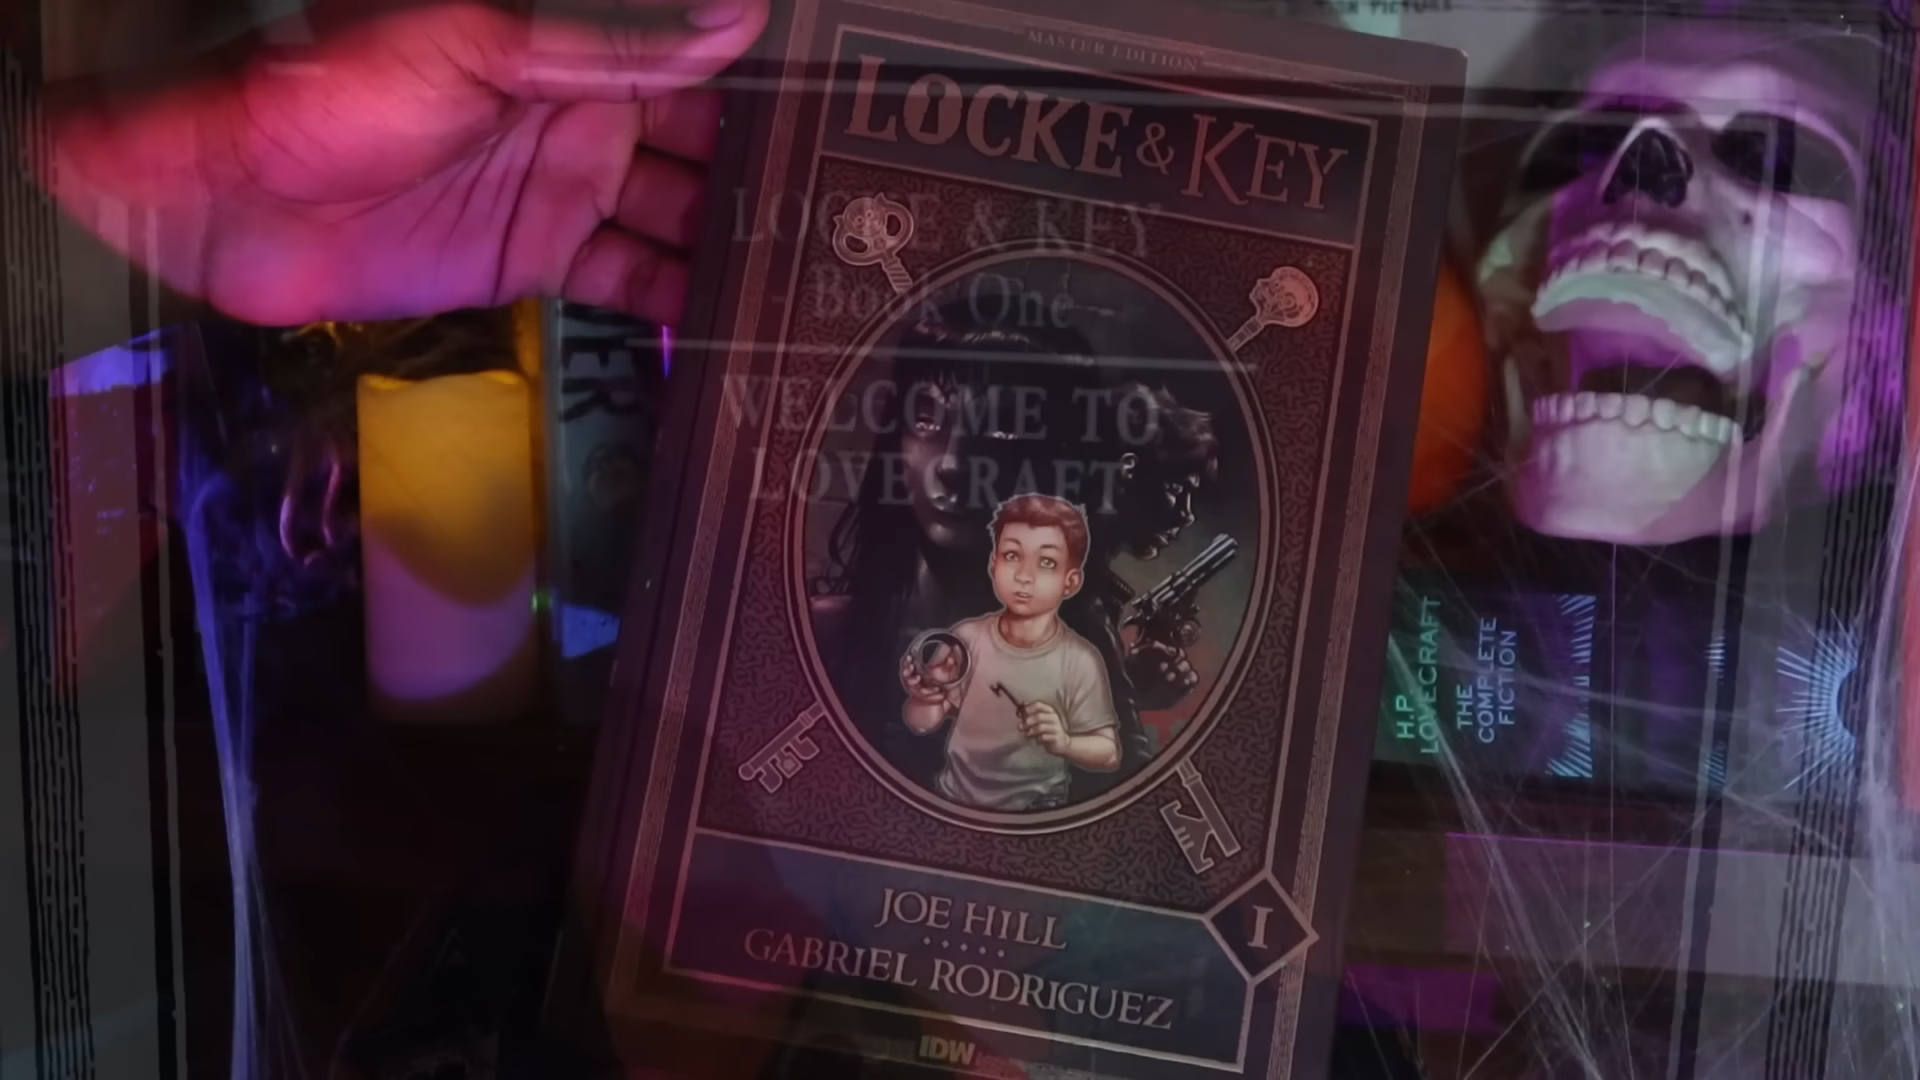 MASTER EDITION
LOCKE & KEY
LOCKE & KEY
- Book One -
WELCOME TO
LOVECRAFT
JOE HILL
GABRIEL RODRIGUEZ
I
IDW
H.P
LOVECRAFT
THE
COMPLETE
FICTION
PICTURE